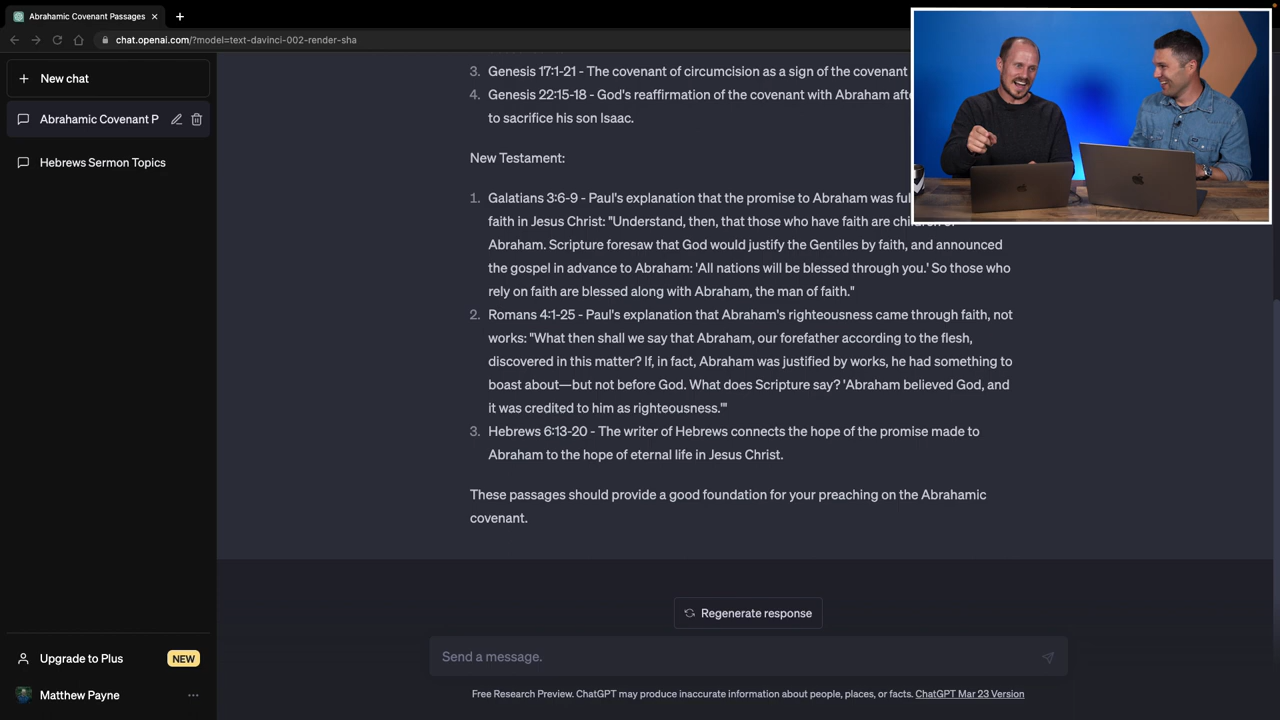 Abrahamic Covenant Passages
chat.openai.com/?model=text-davinci-002-render-sha
New chat
Abrahamic Covenant P
Hebrews Sermon Topics
3. Genesis 17:1-21 - The covenant of circumcision as a sign of the covenant
4. Genesis 22:15-18 - God's reaffirmation of the covenant with Abraham
to sacrifice his son Isaac.
New Testament:
1. Galatians 3:6-9 - Paul's explanation that the promise to Abraham was
faith in Jesus Christ: "Understand, then, that those who have faith are
Abraham. Scripture foresaw that God would justify the Gentiles by faith, and announced
the gospel in advance to Abraham: 'All nations will be blessed through you.' So those who
rely on faith are blessed along with Abraham, the man of faith."
2. Romans 4:1-25 - Paul's explanation that Abraham's righteousness came through faith, not
works: "What then shall we say that Abraham, our forefather according to the flesh,
discovered in this matter? If, in fact, Abraham was justified by works, he had something to
boast about—but not before God. What does Scripture say? 'Abraham believed God, and
it was credited to him as righteousness.'"
3. Hebrews 6:13-20 - The writer of Hebrews connects the hope of the promise made to
Abraham to the hope of eternal life in Jesus Christ.
These passages should provide a good foundation for your preaching on the Abrahamic
covenant.
Regenerate response
Send a message.
Free Research Preview. ChatGPT may produce inaccurate information about people, places, or facts. ChatGPT Mar 23 Version
Upgrade to Plus NEW
Matthew Payne